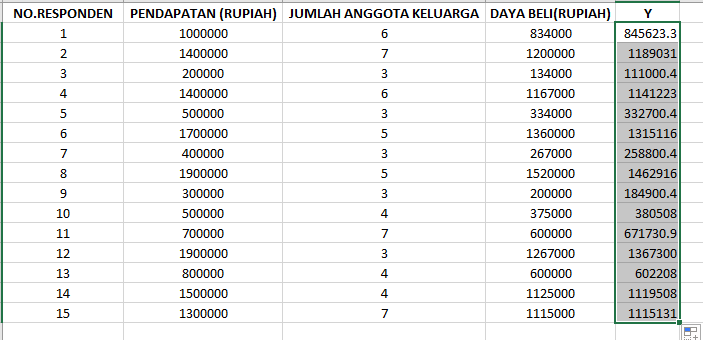 NO.RESPONDEN PENDAPATAN (RUPIAH) JUMLAH ANGGOTA KELUARGA DAYA BELI(RUPIAH) Y
1 1000000 6 834000 845623.3
2 1400000 7 1200000 1189031
3 200000 3 134000 111000.4
4 1400000 6 1167000 1141223
5 500000 3 334000 332700.4
6 1700000 5 1360000 1315116
7 400000 3 267000 258800.4
8 1900000 5 1520000 1462916
9 300000 3 200000 184900.4
10 500000 4 375000 380508
11 700000 7 600000 671730.9
12 1900000 3 1267000 1367300
13 800000 4 600000 602208
14 1500000 4 1125000 1119508
15 1300000 7 1115000 1115131